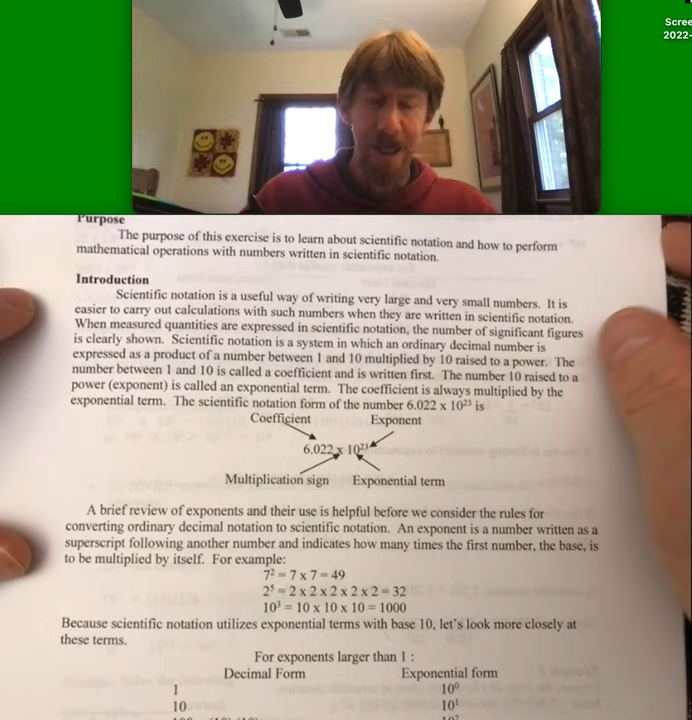 Scree
2022-
Purpose
The purpose of this exercise is to learn about scientific notation and how to perform
mathematical operations with numbers written in scientific notation.
Introduction
Scientific notation is a useful way of writing very large and very small numbers. It is
easier to carry out calculations with such numbers when they are written in scientific notation.
When measured quantities are expressed in scientific notation, the number of significant figures
is clearly shown. Scientific notation is a system in which an ordinary decimal number is
expressed as a product of a number between 1 and 10 multiplied by 10 raised to a power. The
number between 1 and 10 is called a coefficient and is written first. The number 10 raised to a
power (exponent) is called an exponential term. The coefficient is always multiplied by the
exponential term. The scientific notation form of the number 6.022 x 10²³ is
Coefficient Exponent
6.022 x 10²³
Multiplication sign Exponential term
A brief review of exponents and their use is helpful before we consider the rules for
converting ordinary decimal notation to scientific notation. An exponent is a number written as a
superscript following another number and indicates how many times the first number, the base, is
to be multiplied by itself. For example:
7² = 7 x 7 = 49
2⁵ = 2 x 2 x 2 x 2 x 2 = 32
10³ = 10 x 10 x 10 = 1000
Because scientific notation utilizes exponential terms with base 10, let's look more closely at
these terms.
For exponents larger than 1 :
Decimal Form Exponential form
1 10⁰
10 10¹